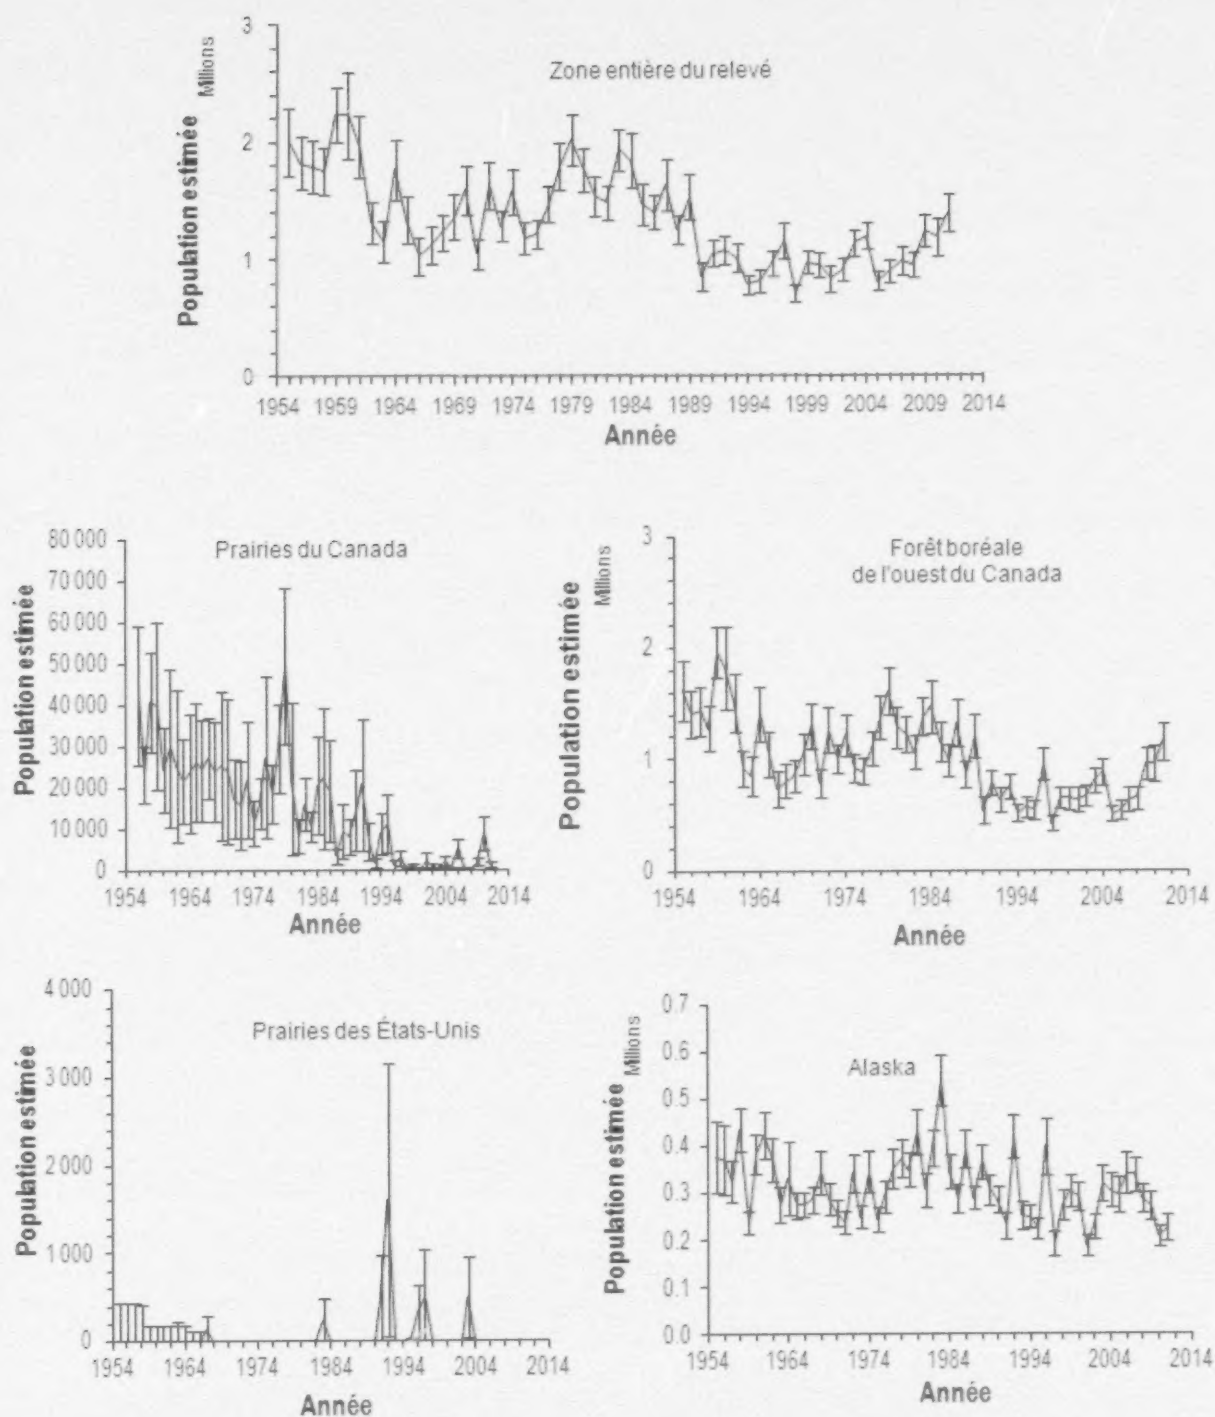 Zone entière du relevé
Population estimée
Millions
3
2
1
0
1954 1959 1964 1969 1974 1979 1984 1989 1994 1999 2004 2009 2014
Année
Prairies du Canada
Population estimée
80 000
70 000
60 000
50 000
40 000
30 000
20 000
10 000
0
1954 1964 1974 1984 1994 2004 2014
Année
Forêt boréale
de l'ouest du Canada
Population estimée
Millions
3
2
1
0
1954 1964 1974 1984 1994 2004 2014
Année
Prairies des États-Unis
Population estimée
4 000
3 000
2 000
1 000
0
1954 1964 1974 1984 1994 2004 2014
Année
Alaska
Population estimée
Millions
0.7
0.6
0.5
0.4
0.3
0.2
0.1
0.0
1954 1964 1974 1984 1994 2004 2014
Année